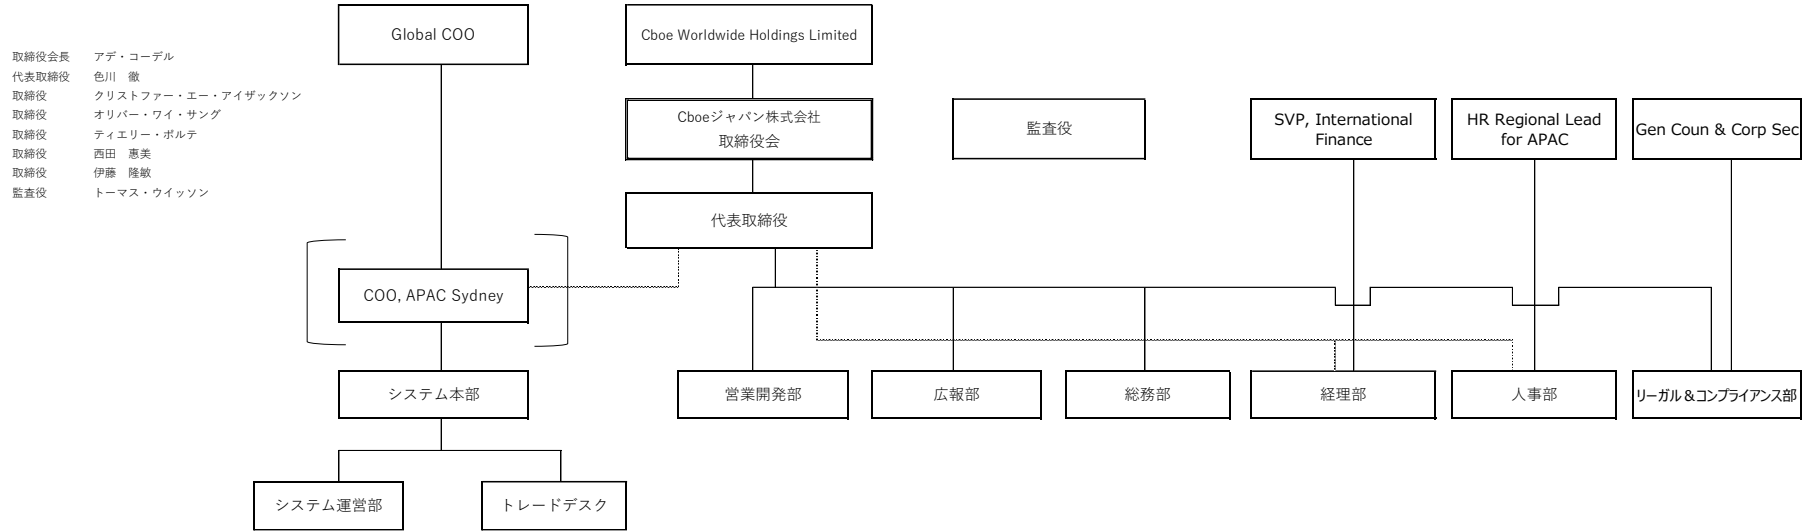 Global COO
Cboe Worldwide Holdings Limited
取締役会長 アデ・コーデル
代表取締役 色川 徹
取締役 クリストファー・エー・アイザックソン
取締役 オリバー・ワイ・サング
取締役 ティエリー・ポルテ
取締役 西田 惠美
取締役 伊藤 隆敏
監査役 トーマス・ウイッソン
Cboeジャパン株式会社
取締役会
監査役
SVP, International
Finance
HR Regional Lead
for APAC
Gen Coun & Corp Sec
代表取締役
COO, APAC Sydney
システム本部
営業開発部
広報部
総務部
経理部
人事部
リーガル&コンプライアンス部
システム運営部
トレードデスク